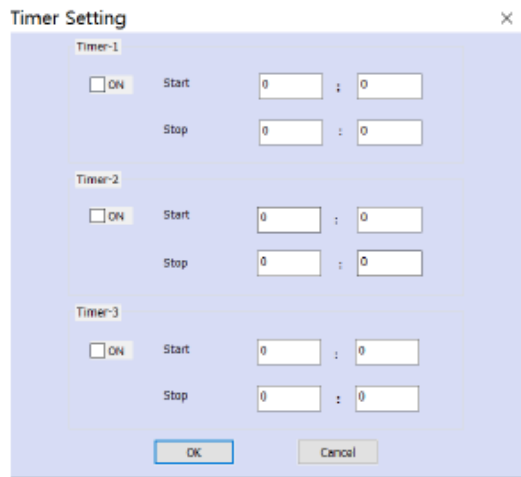 Timer Setting
Timer-1
ON Start 0 ; 0
Stop 0 : 0
Timer-2
ON Start 0 : 0
Stop 0 : 0
Timer-3
ON Start 0 : 0
Stop 0 : 0
OK Cancel